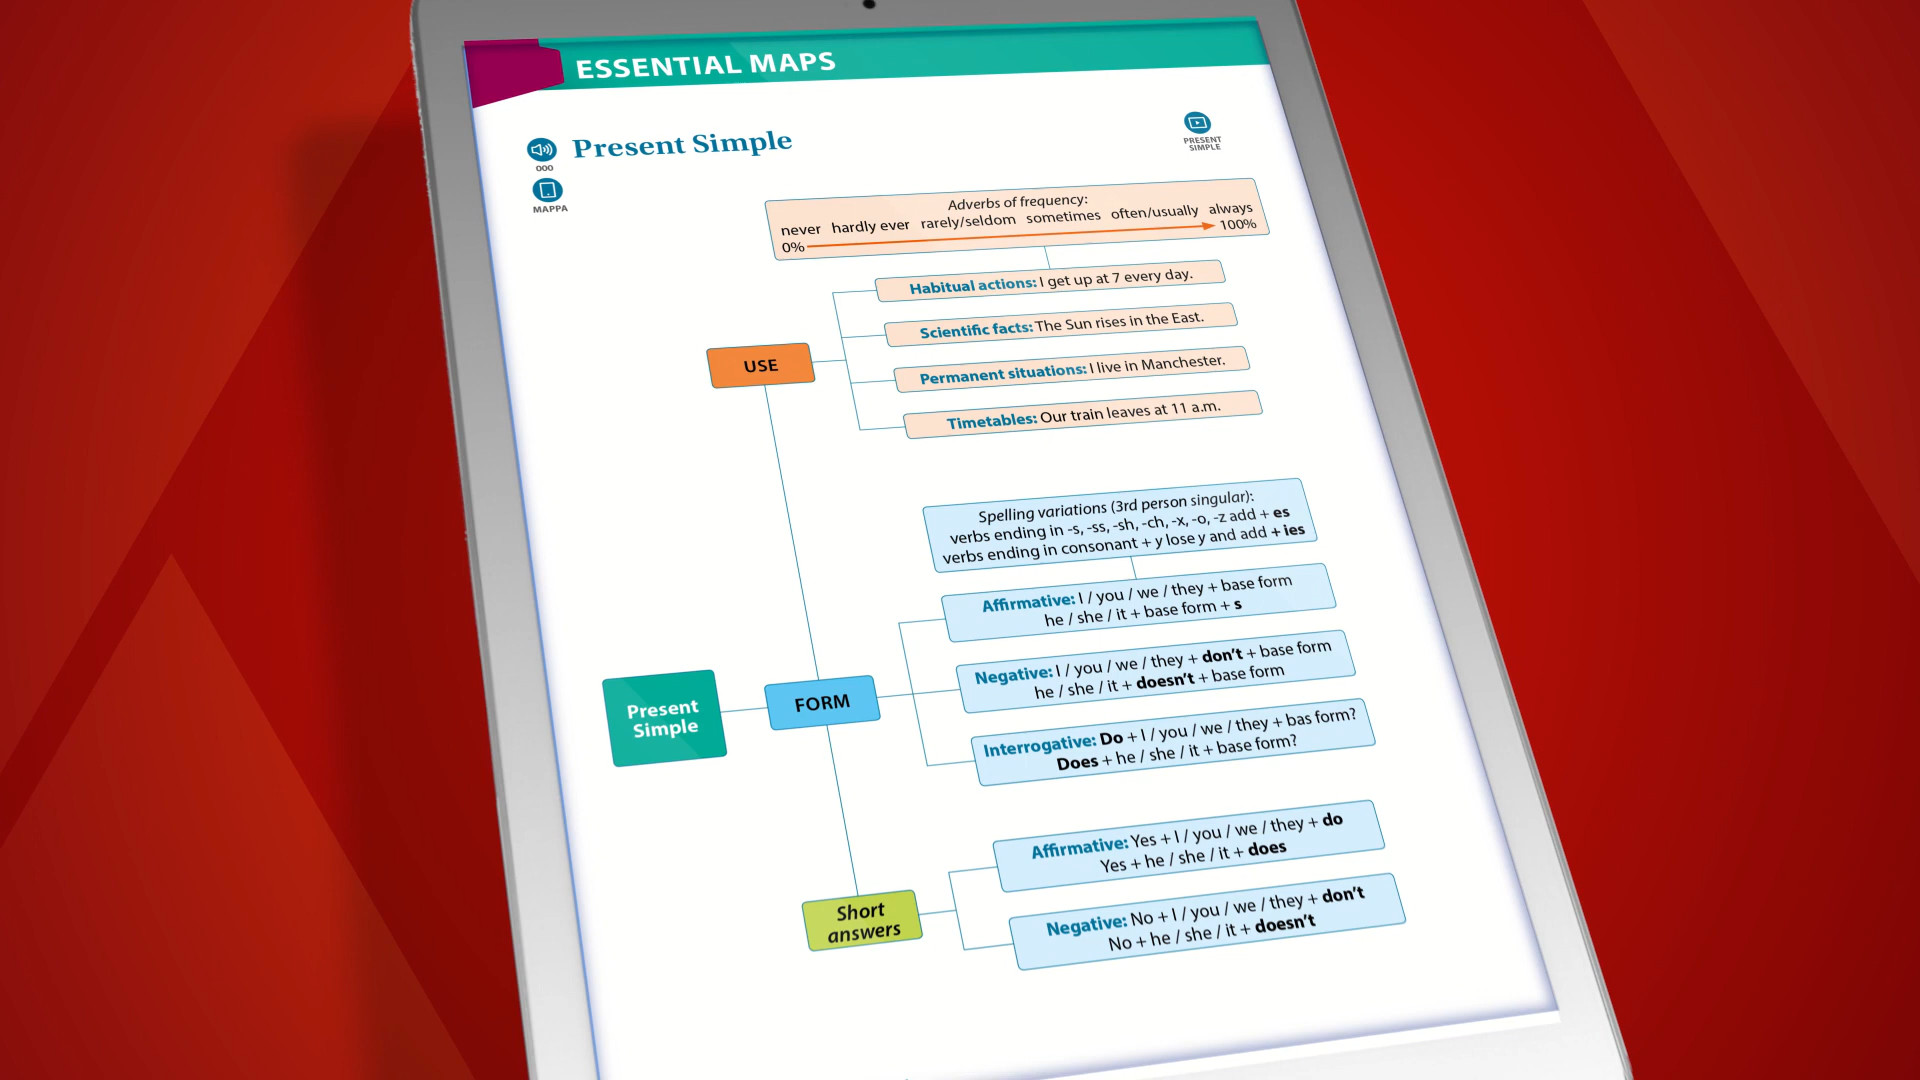 ESSENTIAL MAPS
000
MAPPA
Present Simple
PRESENT
SIMPLE
Adverbs of frequency:
never hardly ever rarely/seldom sometimes often/usually always
0% 100%
Habitual actions: I get up at 7 every day.
Scientific facts: The Sun rises in the East.
USE
Permanent situations: I live in Manchester.
Timetables: Our train leaves at 11 a.m.
Spelling variations (3rd person singular):
verbs ending in -s, -ss, -sh, -ch, -x, -o, -z add + es
verbs ending in consonant + y lose y and add + ies
Affirmative: I / you / we / they + base form
he / she / it + base form + s
Negative: I / you / we / they + don't + base form
he / she / it + doesn't + base form
Present
Simple
FORM
Interrogative: Do + I / you / we / they + bas form?
Does + he / she / it + base form?
Affirmative: Yes + I / you / we / they + do
Yes + he / she / it + does
Short
answers
Negative: No + I / you / we / they + don't
No + he / she / it + doesn't